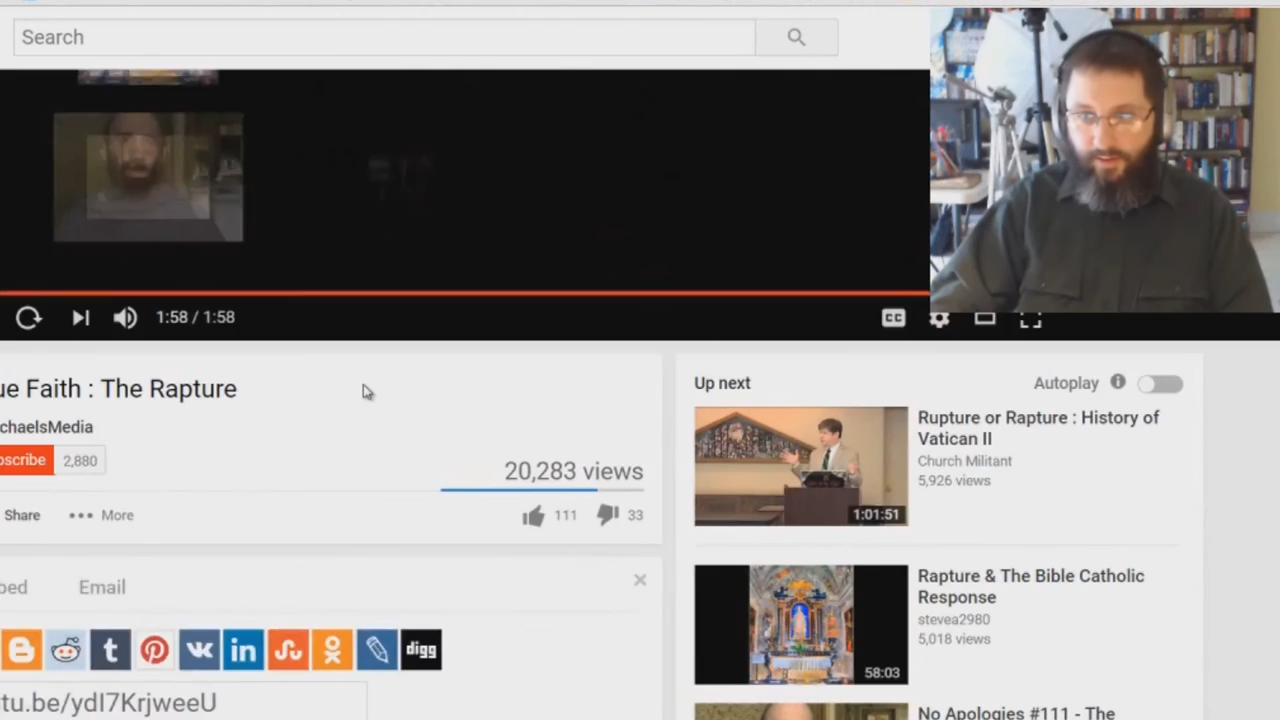 Search
1:58 / 1:58
CC
ue Faith : The Rapture
chaelsMedia
bscribe 2,880
20,283 views
Share ••• More
111 33
bed Email
t
in
digg
tu.be/ydI7KrjweeU
Up next
Autoplay
Rupture or Rapture : History of
Vatican II
Church Militant
5,926 views
1:01:51
Rapture & The Bible Catholic
Response
stevea2980
5,018 views
58:03
No Apologies #111 - The